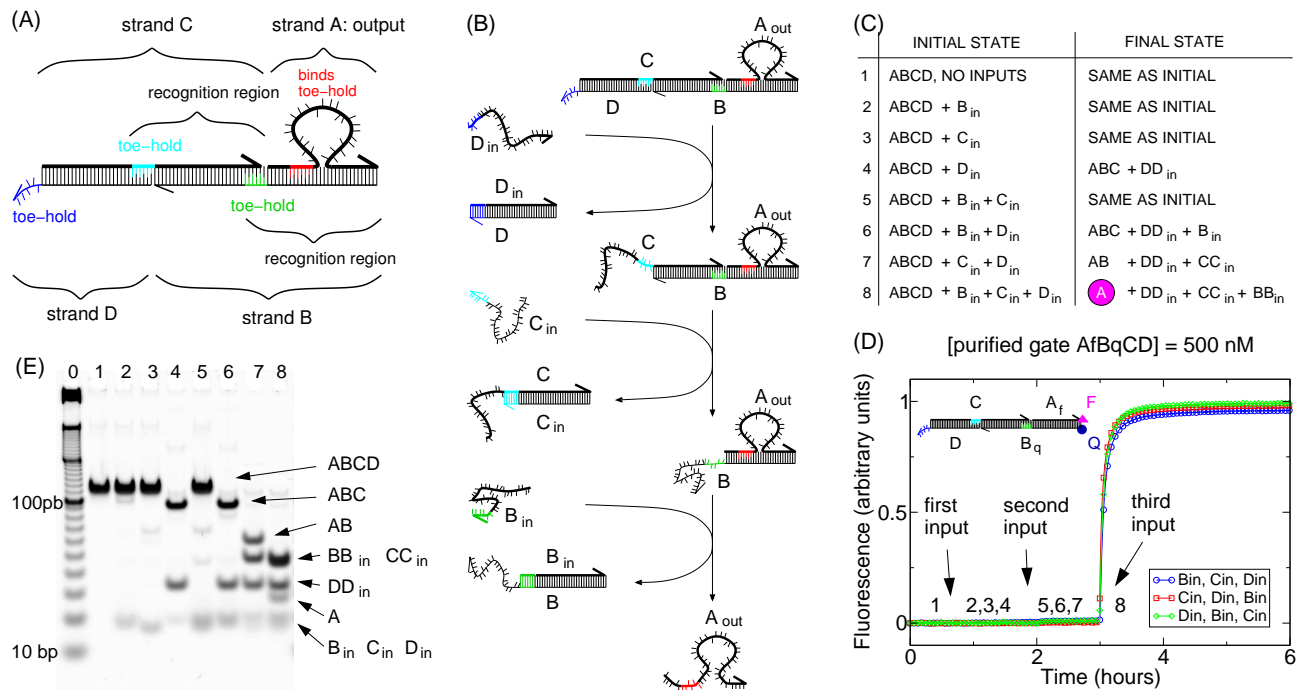 (A)
strand C
strand A: output
binds
toe-hold
recognition region
toe-hold
toe-hold
toe-hold
recognition region
strand D
strand B
(B)
A out
C
D
B
D in
D in
D
A out
C
B
C in
C
C in
A out
B
B in
B in
B
A out
(C)
INITIAL STATE FINAL STATE
1 ABCD, NO INPUTS SAME AS INITIAL
2 ABCD + B in SAME AS INITIAL
3 ABCD + C in SAME AS INITIAL
4 ABCD + D in ABC + DD in
5 ABCD + B in + C in SAME AS INITIAL
6 ABCD + B in + D in ABC + DD in + B in
7 ABCD + C in + D in AB + DD in + CC in
8 ABCD + B in + C in + D in A + DD in + CC in + BB in
(D)
[purified gate AfBqCD] = 500 nM
Fluorescence (arbitrary units)
1
0.5
0
C
A f
F
D
B q
Q
first
input
second
input
third
input
1 2,3,4 5,6,7 8
Bin, Cin, Din
Cin, Din, Bin
Din, Bin, Cin
0 2 4 6
Time (hours)
(E)
0 1 2 3 4 5 6 7 8
100pb
10 bp
ABCD
ABC
AB
BB in CC in
DD in
A
B in C in D in